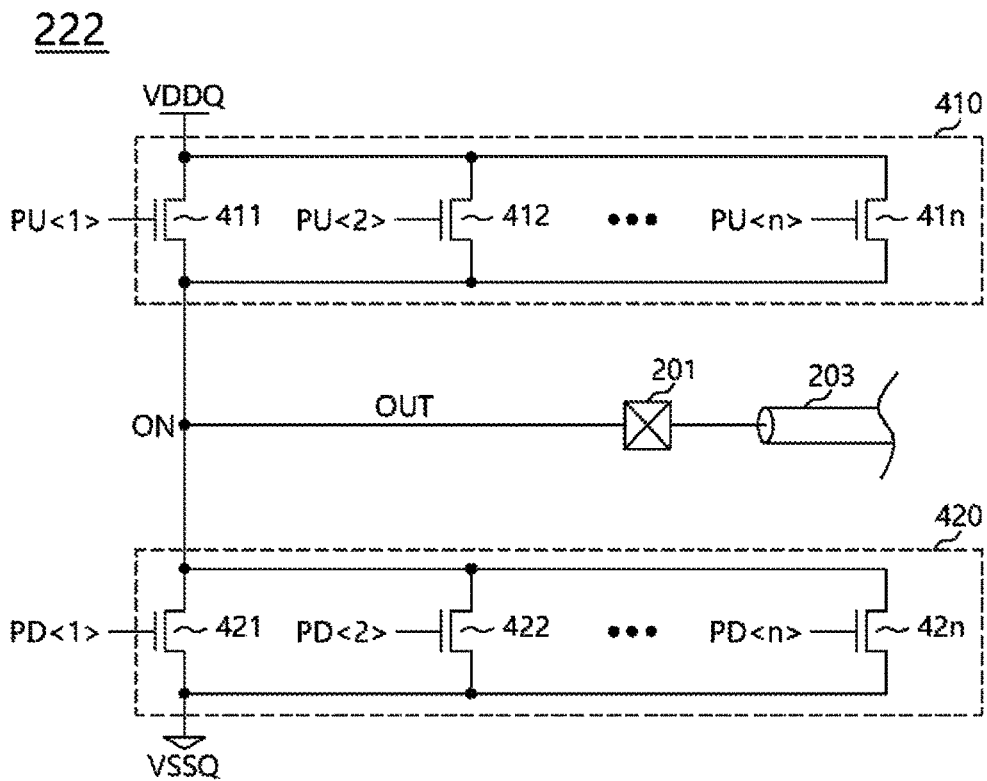 222
VDDQ
410
PU<1> 411 PU<2> 412 ••• PU<n> 41n
201
203
ON OUT
420
PD<1> 421 PD<2> 422 ••• PD<n> 42n
VSSQ